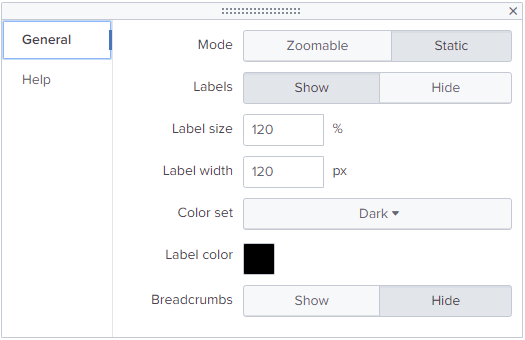 General
Help
Mode Zoomable Static
Labels Show Hide
Label size 120 %
Label width 120 px
Color set Dark
Label color
Breadcrumbs Show Hide